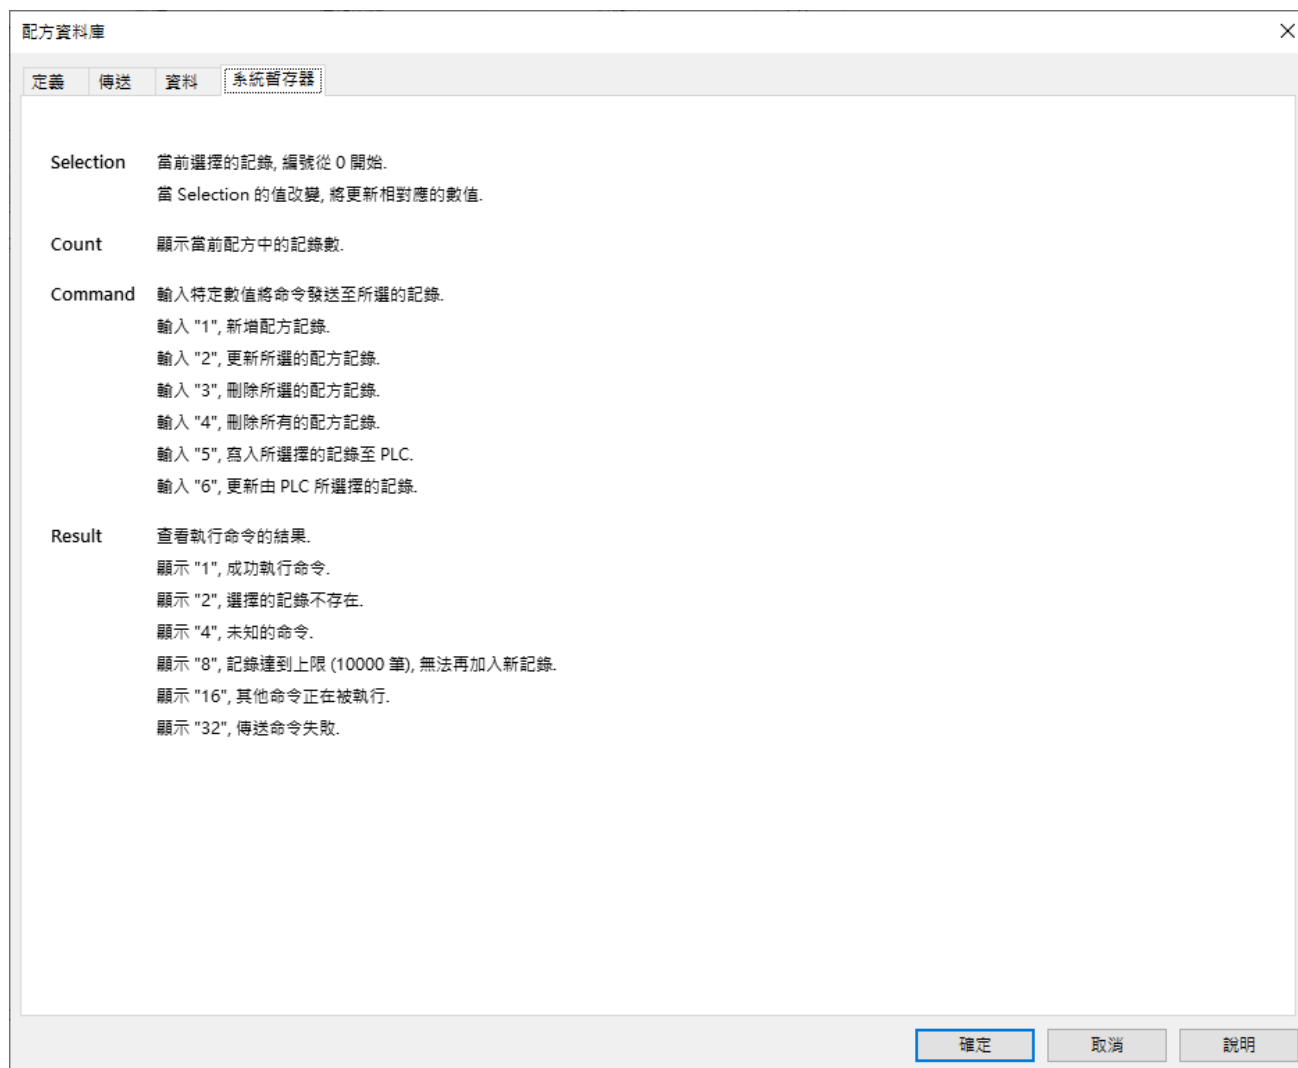 配方資料庫
定義 傳送 資料 系統暫存器
Selection 當前選擇的記錄, 編號從 0 開始.
當 Selection 的值改變, 將更新相對應的數值.
Count 顯示當前配方中的記錄數.
Command 輸入特定數值將命令發送至所選的記錄.
輸入 "1", 新增配方記錄.
輸入 "2", 更新所選的配方記錄.
輸入 "3", 刪除所選的配方記錄.
輸入 "4", 刪除所有的配方記錄.
輸入 "5", 寫入所選擇的記錄至 PLC.
輸入 "6", 更新由 PLC 所選擇的記錄.
Result 查看執行命令的結果.
顯示 "1", 成功執行命令.
顯示 "2", 選擇的記錄不存在.
顯示 "4", 未知的命令.
顯示 "8", 記錄達到上限 (10000 筆), 無法再加入新記錄.
顯示 "16", 其他命令正在被執行.
顯示 "32", 傳送命令失敗.
確定 取消 說明